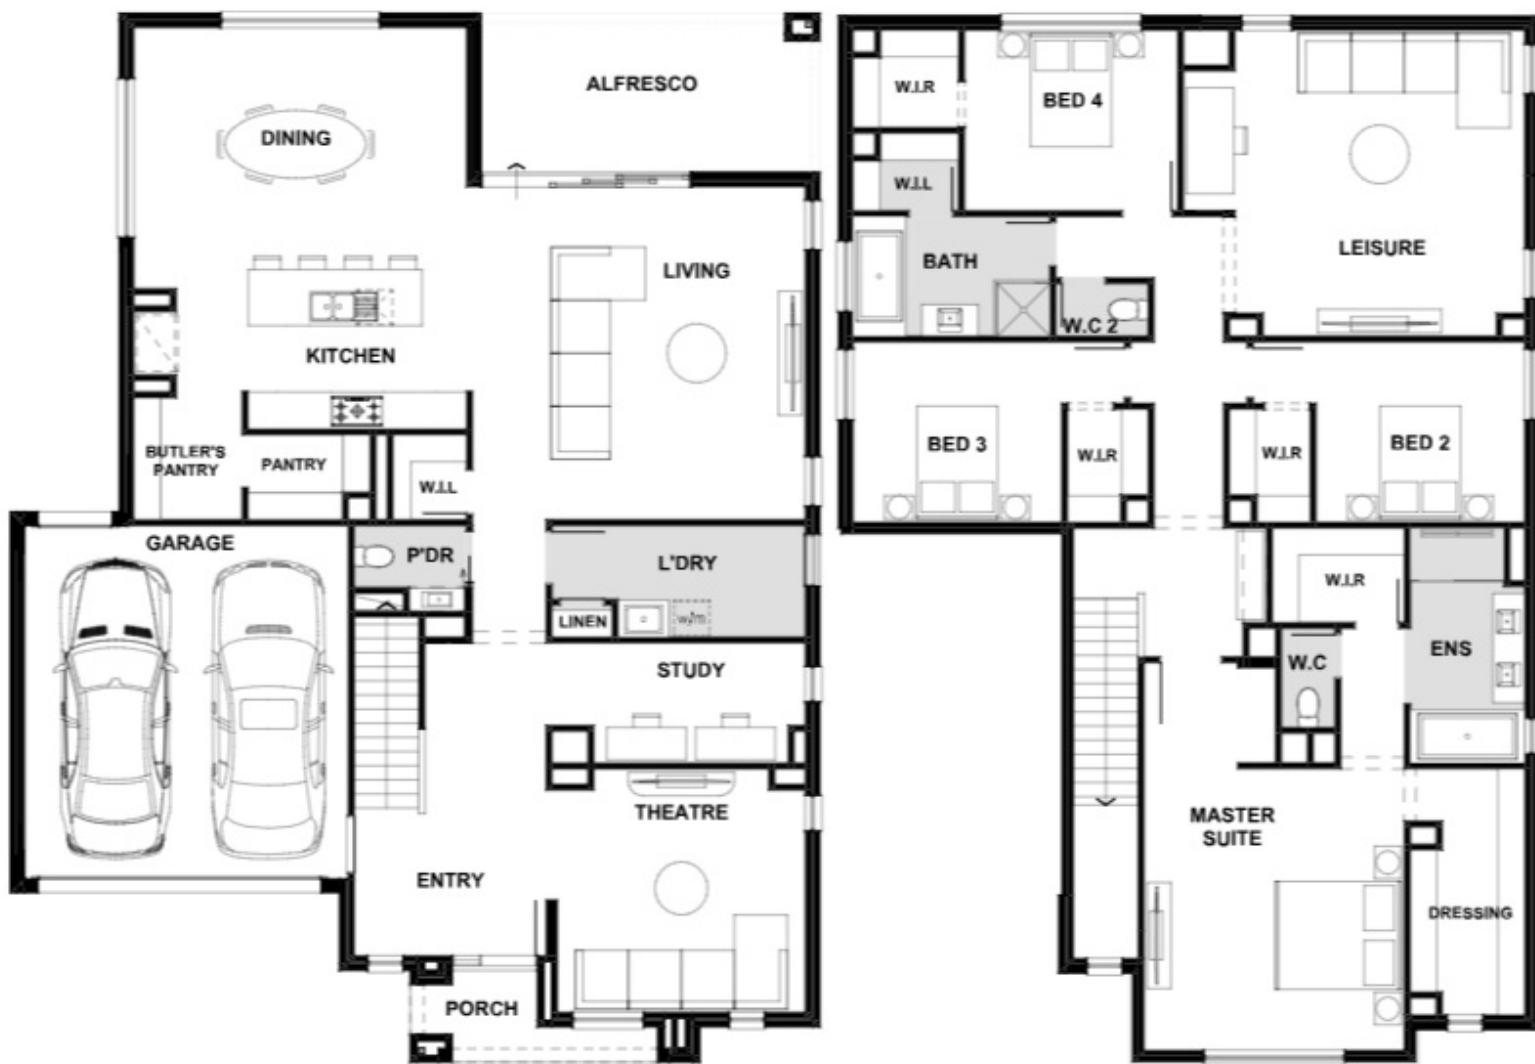 ALFRESCO
DINING
LIVING
KITCHEN
BUTLER'S
PANTRY
PANTRY
W.I.L
GARAGE
P'DR
L'DRY
LINEN
w/m
STUDY
THEATRE
ENTRY
PORCH
W.I.R
BED 4
W.I.L
BATH
LEISURE
W.C 2
BED 3
W.I.R
W.I.R
BED 2
W.I.R
W.C
ENS
MASTER
SUITE
DRESSING